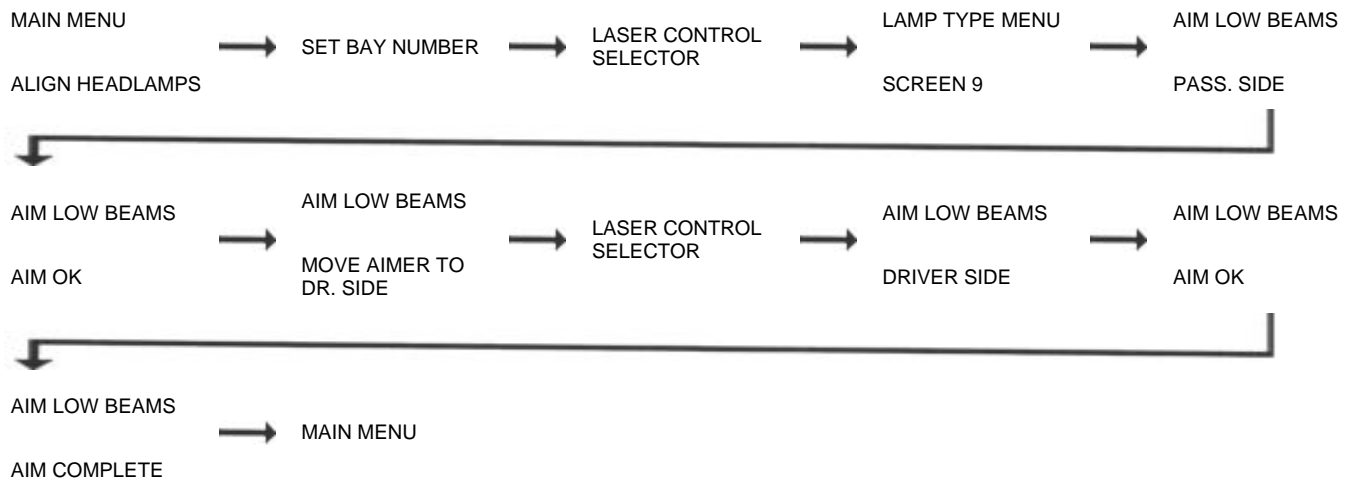 MAIN MENU
ALIGN HEADLAMPS
SET BAY NUMBER
LASER CONTROL
SELECTOR
LAMP TYPE MENU
SCREEN 9
AIM LOW BEAMS
PASS. SIDE
AIM LOW BEAMS
AIM OK
AIM LOW BEAMS
MOVE AIMER TO
DR. SIDE
LASER CONTROL
SELECTOR
AIM LOW BEAMS
DRIVER SIDE
AIM LOW BEAMS
AIM OK
AIM LOW BEAMS
AIM COMPLETE
MAIN MENU